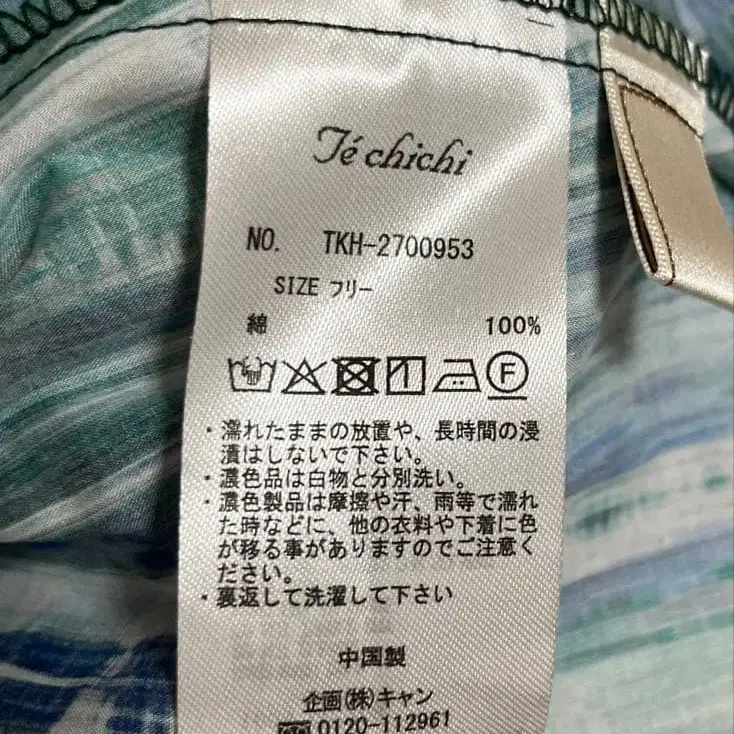 Té chichi
NO. TKH-2700953
SIZE フリー
綿 100%
F
・濡れたままの放置や、長時間の浸
漬はしないで下さい。
・濃色品は白物と分別洗い。
・濃色製品は摩擦や汗、雨等で濡れ
た時などに、他の衣料や下着に色
が移る事がありますのでご注意く
ださい。
・裏返して洗濯して下さい
中国製
企画(株)キャン
0120-112961